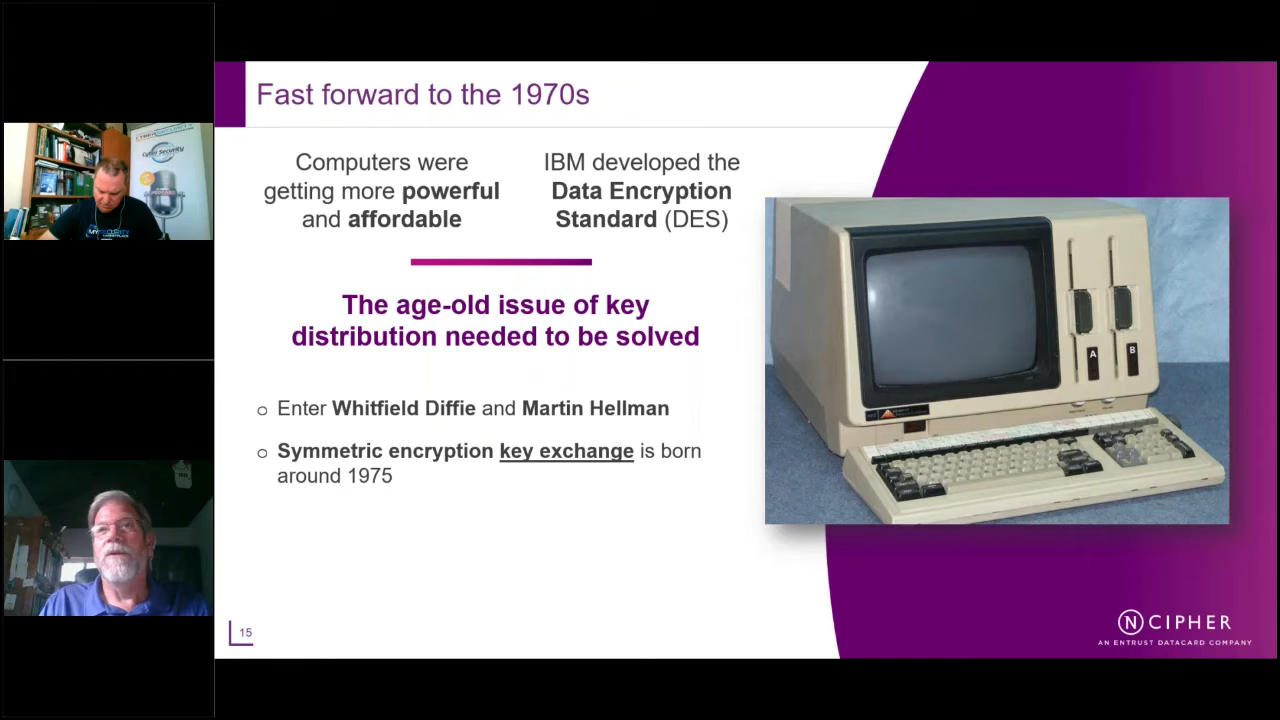 Fast forward to the 1970s
Computers were
getting more powerful
and affordable
IBM developed the
Data Encryption
Standard (DES)
The age-old issue of key
distribution needed to be solved
Enter Whitfield Diffie and Martin Hellman
Symmetric encryption key exchange is born
around 1975
A
B
15
NCIPHER
AN ENTRUST DATACARD COMPANY